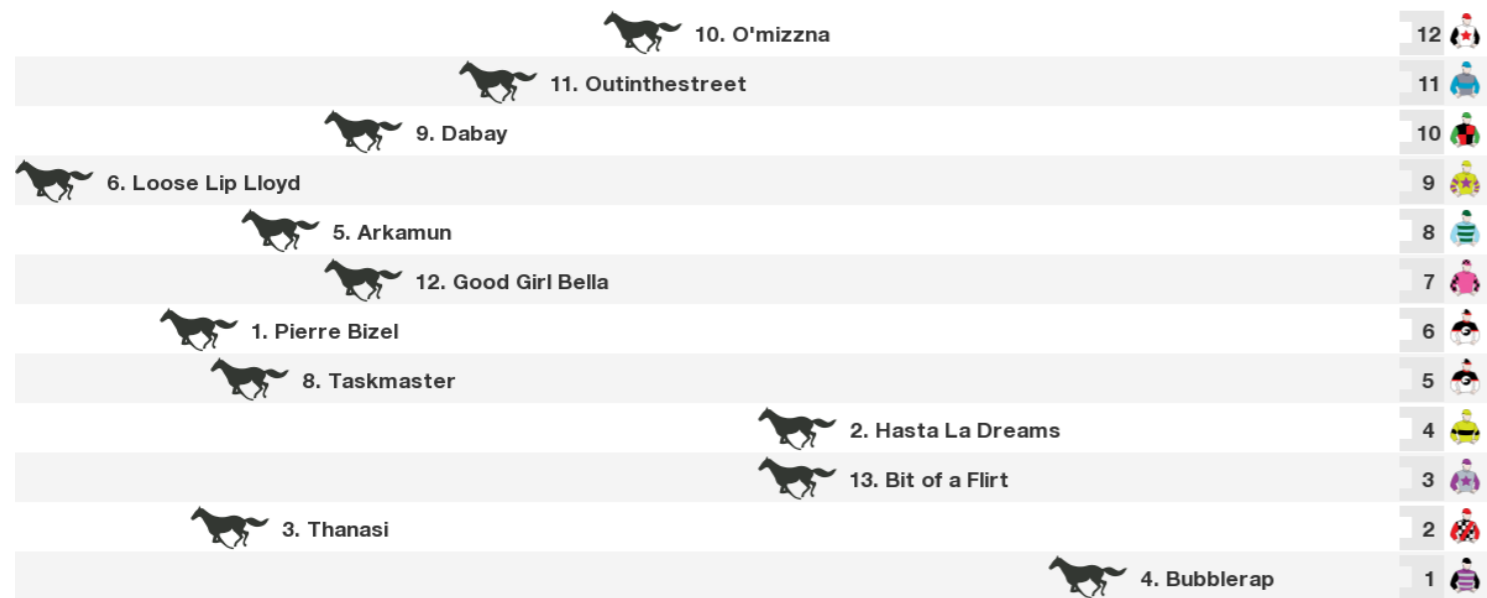 10. O'mizzna 12
11. Outinthestreet 11
9. Dabay 10
6. Loose Lip Lloyd 9
5. Arkamun 8
12. Good Girl Bella 7
1. Pierre Bizel 6
8. Taskmaster 5
2. Hasta La Dreams 4
13. Bit of a Flirt 3
3. Thanasi 2
4. Bubblerap 1